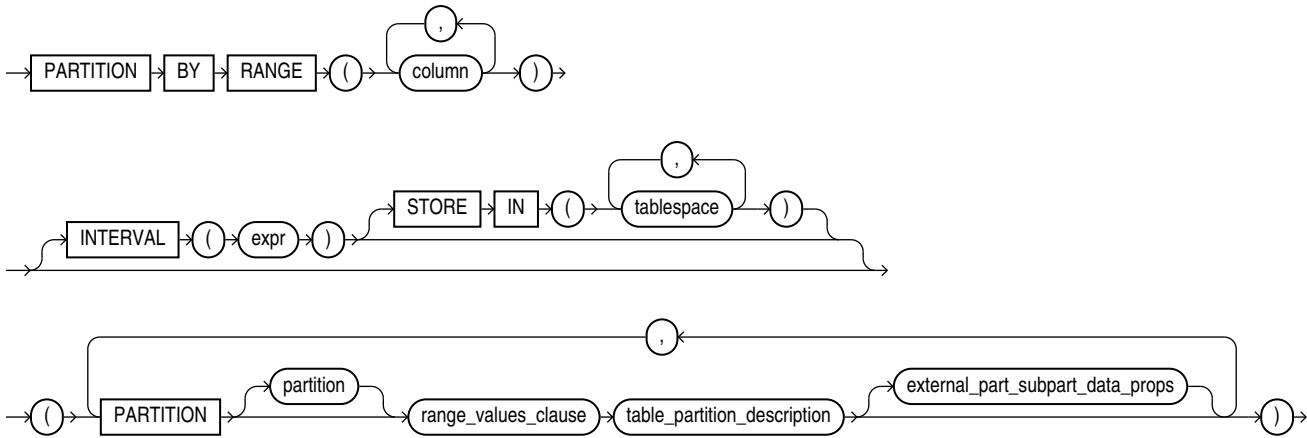 ,
PARTITION BY RANGE ( column )
,
STORE IN ( tablespace )
INTERVAL ( expr )
,
partition external_part_subpart_data_props
( PARTITION range_values_clause table_partition_description )